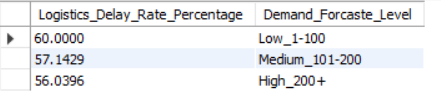 Logistics_Delay_Rate_Percentage Demand_Forcaste_Level
60.0000 Low_1-100
57.1429 Medium_101-200
56.0396 High_200+